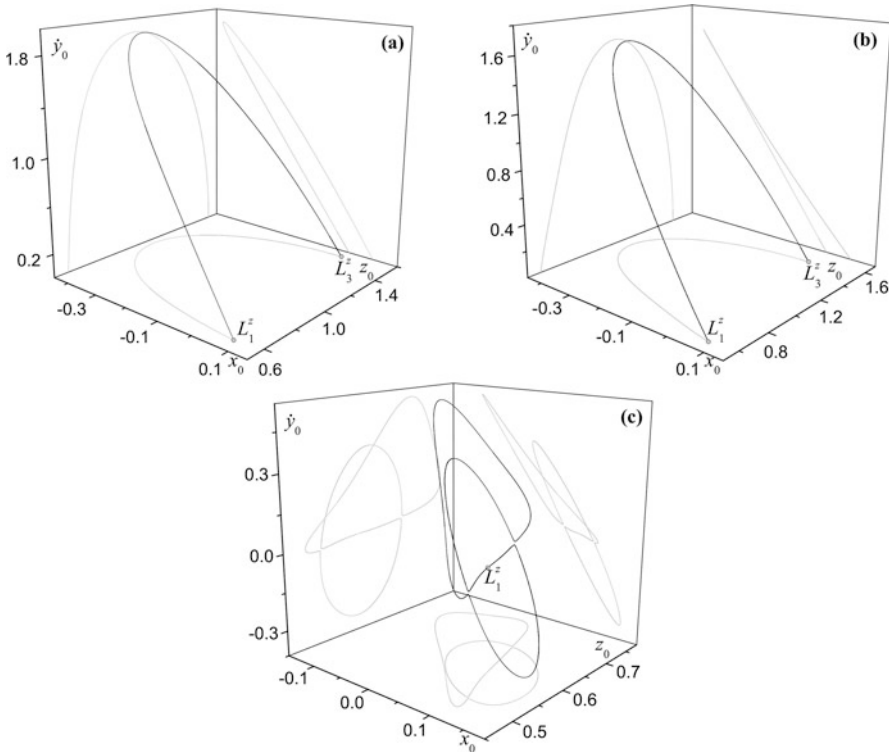 (a)
ẏ₀
1.8
1.0
0.2
-0.3
-0.1
0.1
x₀
0.6
1.0
1.4
z₀
L₁ᶻ
L₃ᶻ
(b)
ẏ₀
1.6
1.2
0.8
0.4
-0.3
-0.1
0.1
x₀
0.8
1.2
1.6
z₀
L₁ᶻ
L₃ᶻ
(c)
ẏ₀
0.3
0.0
-0.3
-0.1
0.0
0.1
x₀
0.5
0.6
0.7
z₀
L₁ᶻ